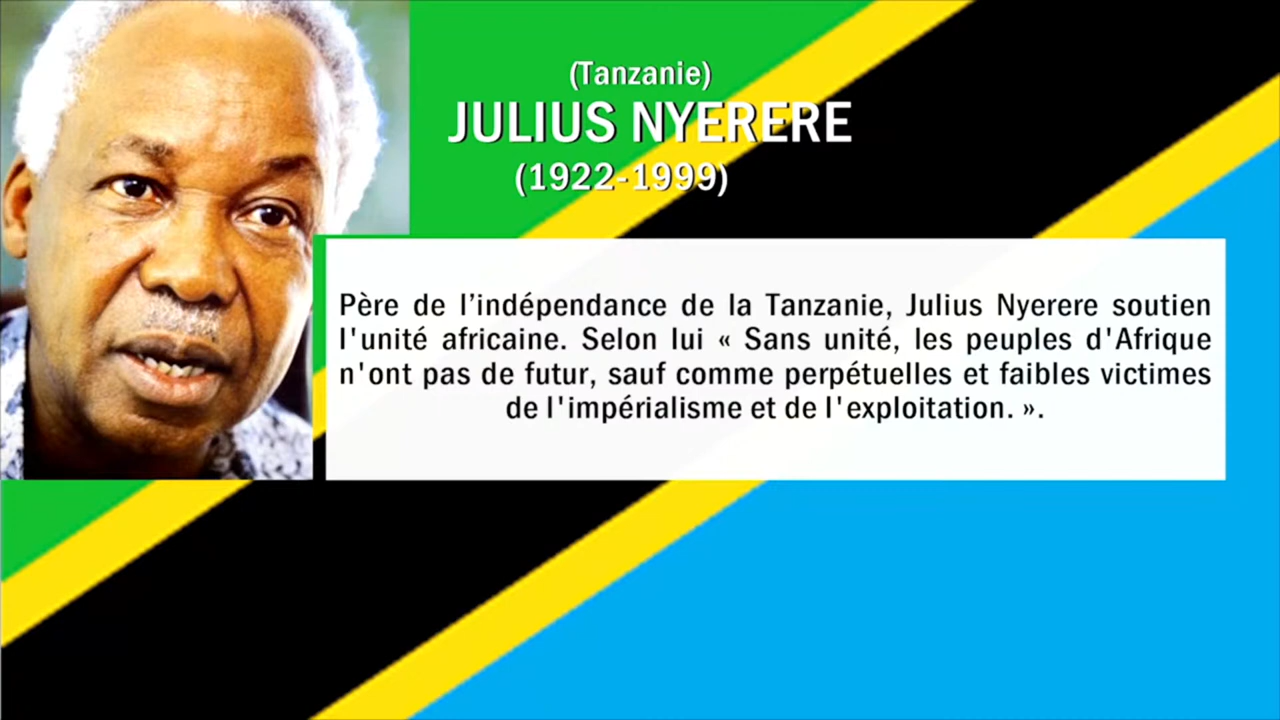 (Tanzanie)
JULIUS NYERERE
(1922-1999)
Père de l’indépendance de la Tanzanie, Julius Nyerere soutien
l'unité africaine. Selon lui « Sans unité, les peuples d'Afrique
n'ont pas de futur, sauf comme perpétuelles et faibles victimes
de l'impérialisme et de l'exploitation. ».